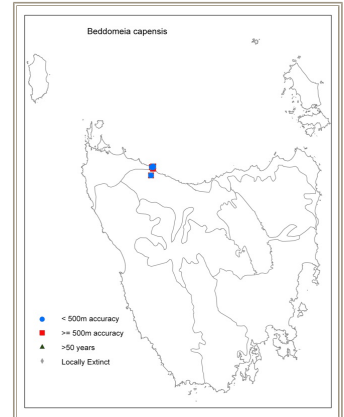 Beddomeia capensis
< 500m accuracy
>= 500m accuracy
>50 years
Locally Extinct